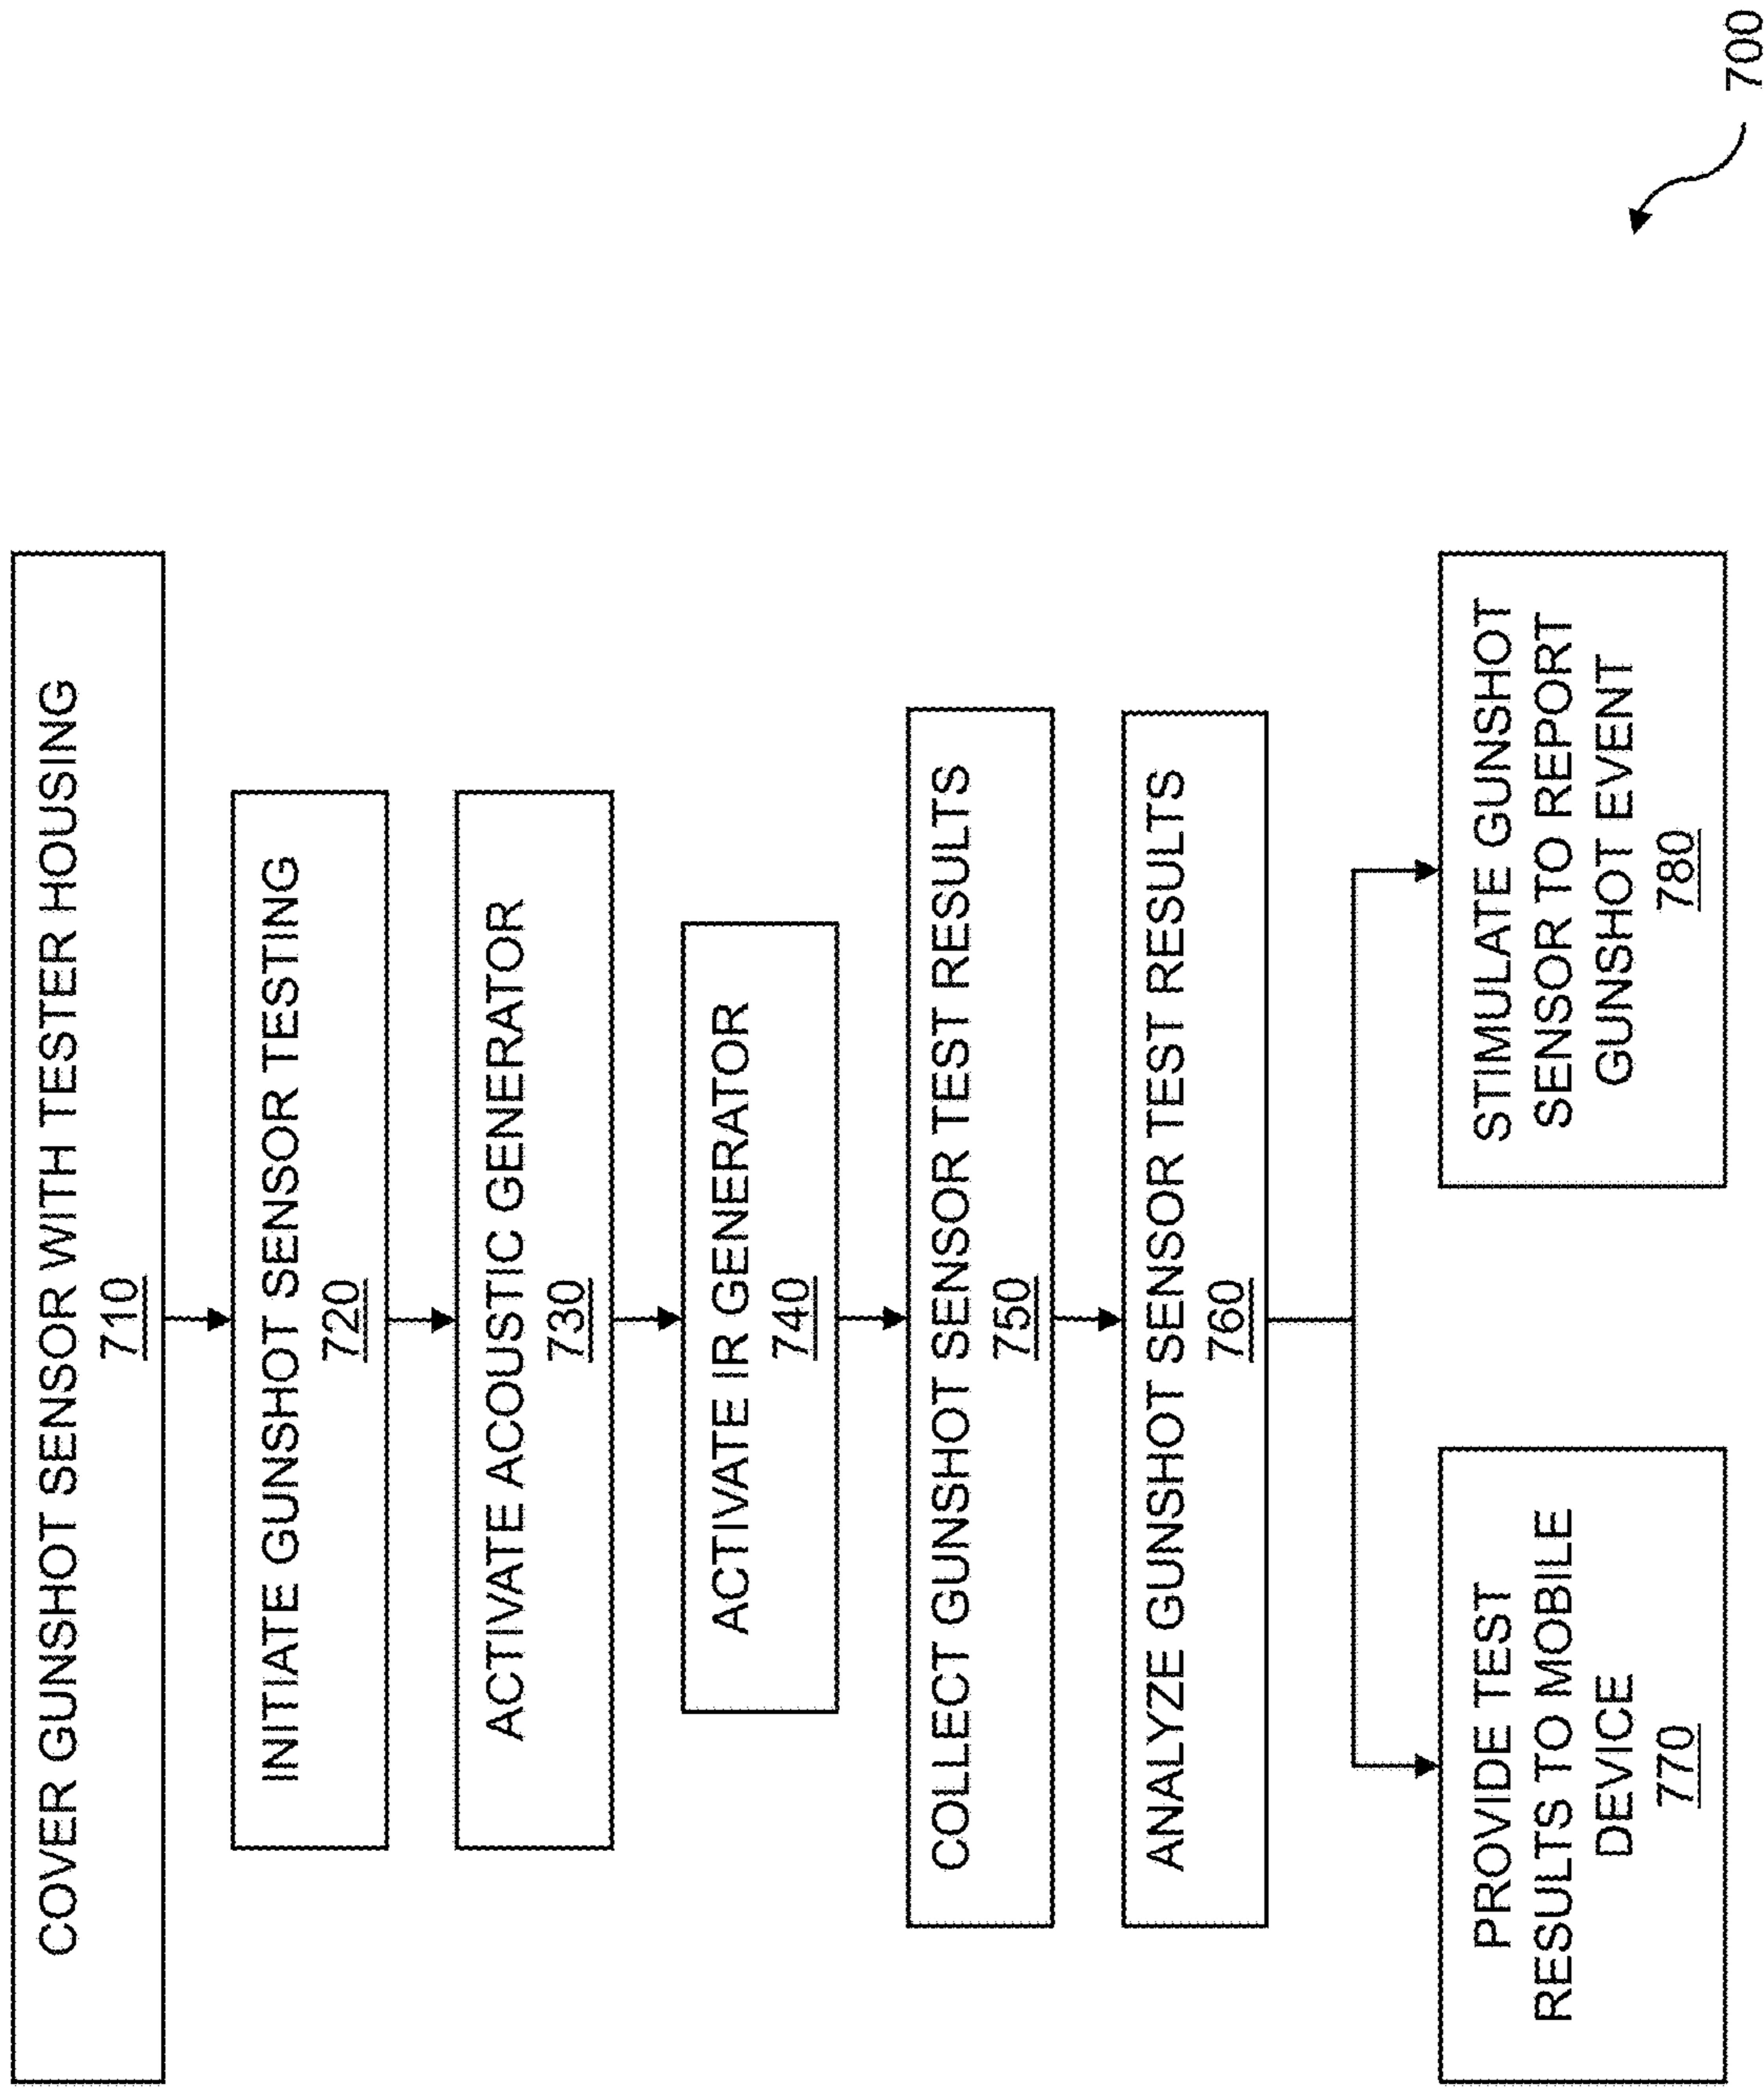 COVER GUNSHOT SENSOR WITH TESTER HOUSING
710
INITIATE GUNSHOT SENSOR TESTING
720
ACTIVATE ACOUSTIC GENERATOR
730
ACTIVATE IR GENERATOR
740
COLLECT GUNSHOT SENSOR TEST RESULTS
750
ANALYZE GUNSHOT SENSOR TEST RESULTS
760
PROVIDE TEST
RESULTS TO MOBILE
DEVICE
770
STIMULATE GUNSHOT
SENSOR TO REPORT
GUNSHOT EVENT
780
700